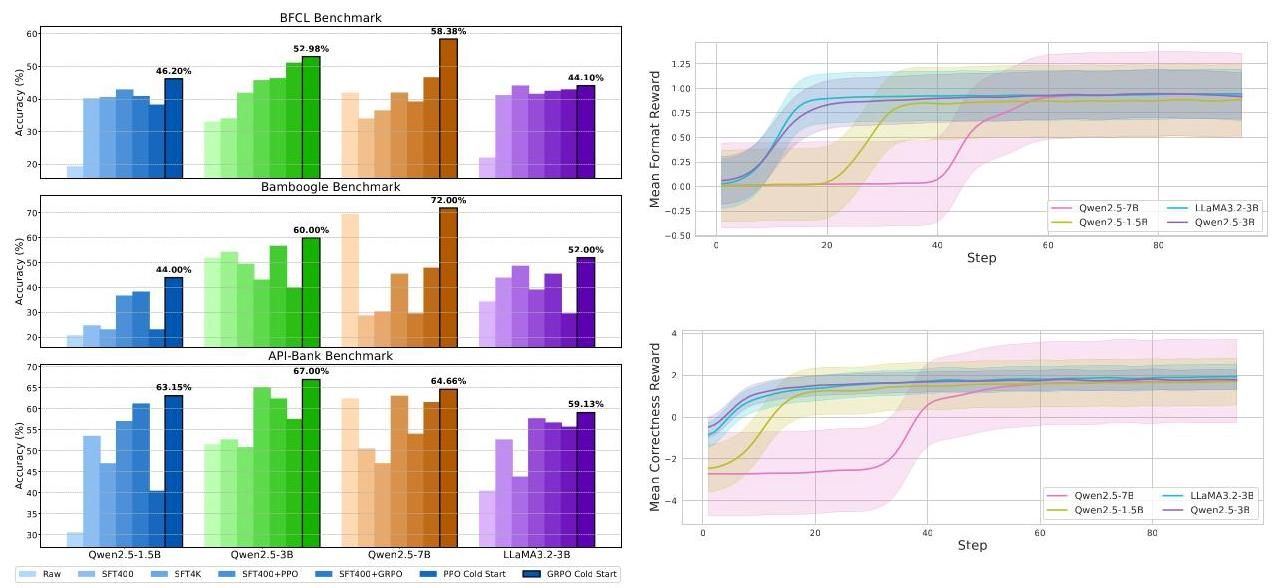 BFCL Benchmark
Accuracy (%)
60
50
40
30
20
46.20%
52.98%
58.38%
44.10%
Bamboogle Benchmark
Accuracy (%)
70
60
50
40
30
20
44.00%
60.00%
72.00%
52.00%
API-Bank Benchmark
Accuracy (%)
70
65
60
55
50
45
40
35
30
63.15%
67.00%
64.66%
59.13%
Qwen2.5-1.5B Qwen2.5-3B Qwen2.5-7B LLaMA3.2-3B
Raw SFT400 SFT4K SFT400+PPO SFT400+GRPO PPO Cold Start GRPO Cold Start
Mean Format Reward
1.25
1.00
0.75
0.50
0.25
0.00
−0.25
−0.50
0 20 40 60 80
Step
Qwen2.5-7B LLaMA3.2-3B
Qwen2.5-1.5B Qwen2.5-3B
Mean Correctness Reward
4
2
0
−2
−4
0 20 40 60 80
Step
Qwen2.5-7B LLaMA3.2-3B
Qwen2.5-1.5B Qwen2.5-3B